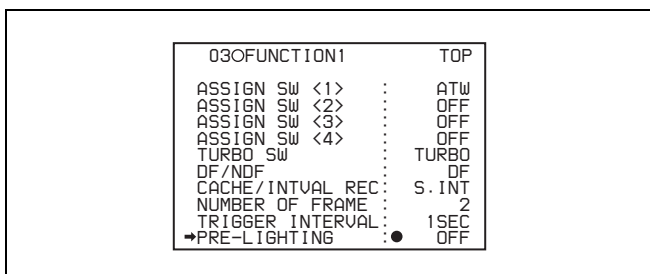 03○FUNCTION1 TOP
ASSIGN SW <1> : ATW
ASSIGN SW <2> : OFF
ASSIGN SW <3> : OFF
ASSIGN SW <4> : OFF
TURBO SW : TURBO
DF/NDF : DF
CACHE/INTVAL REC: S.INT
NUMBER OF FRAME : 2
TRIGGER INTERVAL: 1SEC
➡PRE-LIGHTING :● OFF